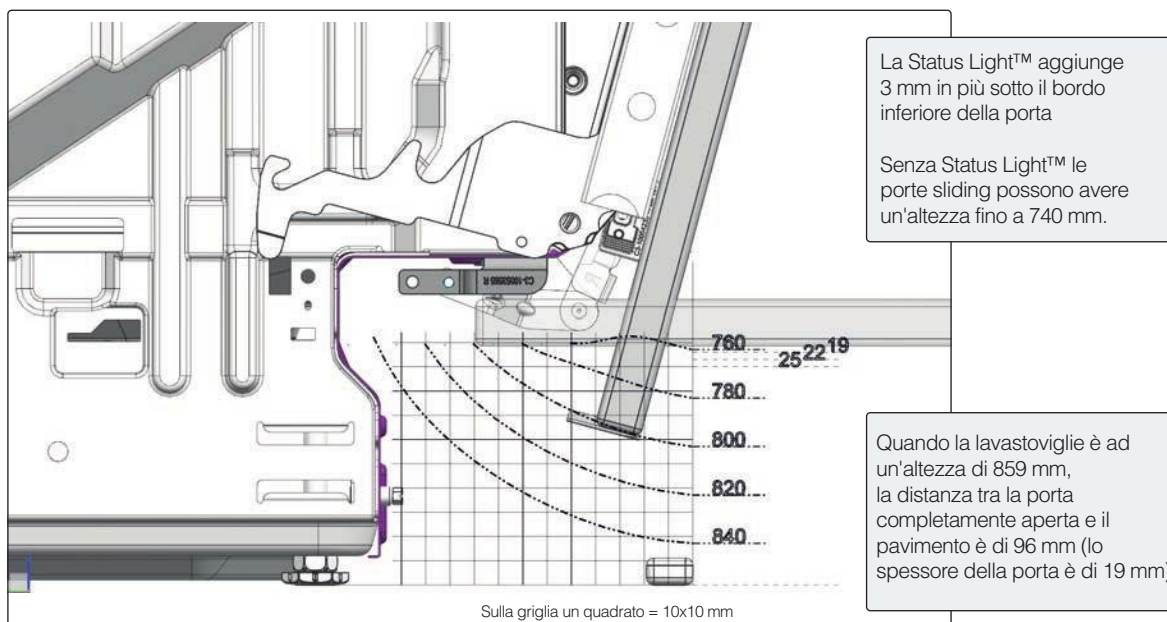 La Status Light™ aggiunge
3 mm in più sotto il bordo
inferiore della porta
Senza Status Light™ le
porte sliding possono avere
un'altezza fino a 740 mm.
760
25 22 19
780
800
820
840
Quando la lavastoviglie è ad
un'altezza di 859 mm,
la distanza tra la porta
completamente aperta e il
pavimento è di 96 mm (lo
spessore della porta è di 19 mm)
Sulla griglia un quadrato = 10x10 mm